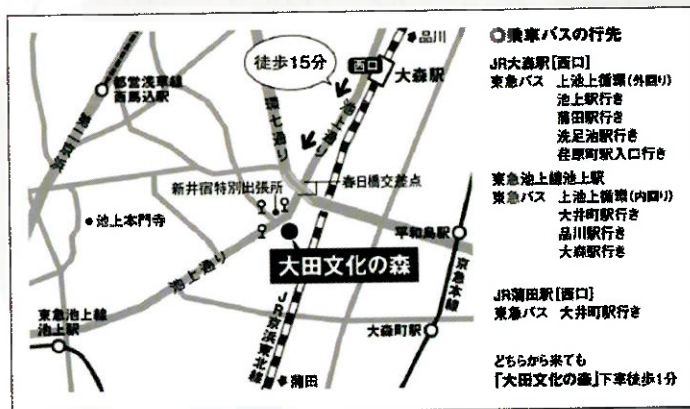 品川
徒歩15分
西口
大森駅
都営浅草線
西馬込駅
第二京浜
環七通り
池上通り
新井宿特別出張所
春日橋交差点
池上本門寺
平和島駅
大田文化の森
池上通り
京急本線
東急池上線
池上駅
JR京浜東北線
大森町駅
蒲田
◎乗車バスの行先
JR大森駅[西口]
東急バス 上池上循環(外回り)
池上駅行き
蒲田駅行き
洗足池駅行き
荏原町駅入口行き
東急池上線池上駅
東急バス 上池上循環(内回り)
大井町駅行き
品川駅行き
大森駅行き
JR蒲田駅[西口]
東急バス 大井町駅行き
どちらから来ても
「大田文化の森」下車徒歩1分